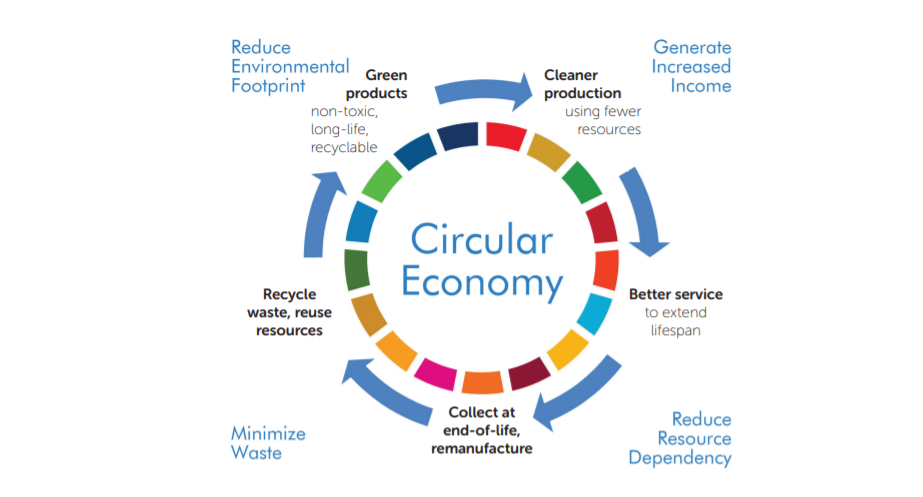 Reduce
Environmental
Footprint
Generate
Increased
Income
Green
products
non-toxic,
long-life,
recyclable
Cleaner
production
using fewer
resources
Circular
Economy
Recycle
waste, reuse
resources
Better service
to extend
lifespan
Collect at
end-of-life,
remanufacture
Minimize
Waste
Reduce
Resource
Dependency